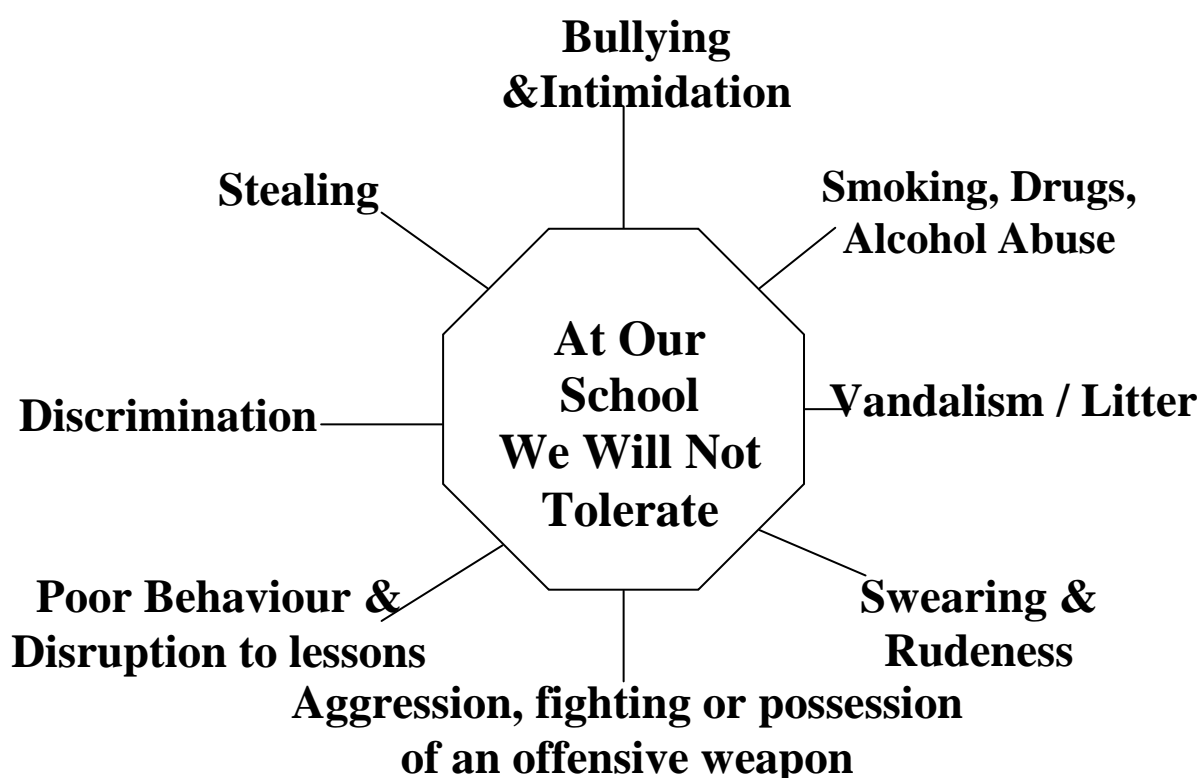 Bullying
&Intimidation
Stealing
Smoking, Drugs,
Alcohol Abuse
At Our
School
We Will Not
Tolerate
Discrimination
Vandalism / Litter
Poor Behaviour &
Disruption to lessons
Swearing &
Rudeness
Aggression, fighting or possession
of an offensive weapon